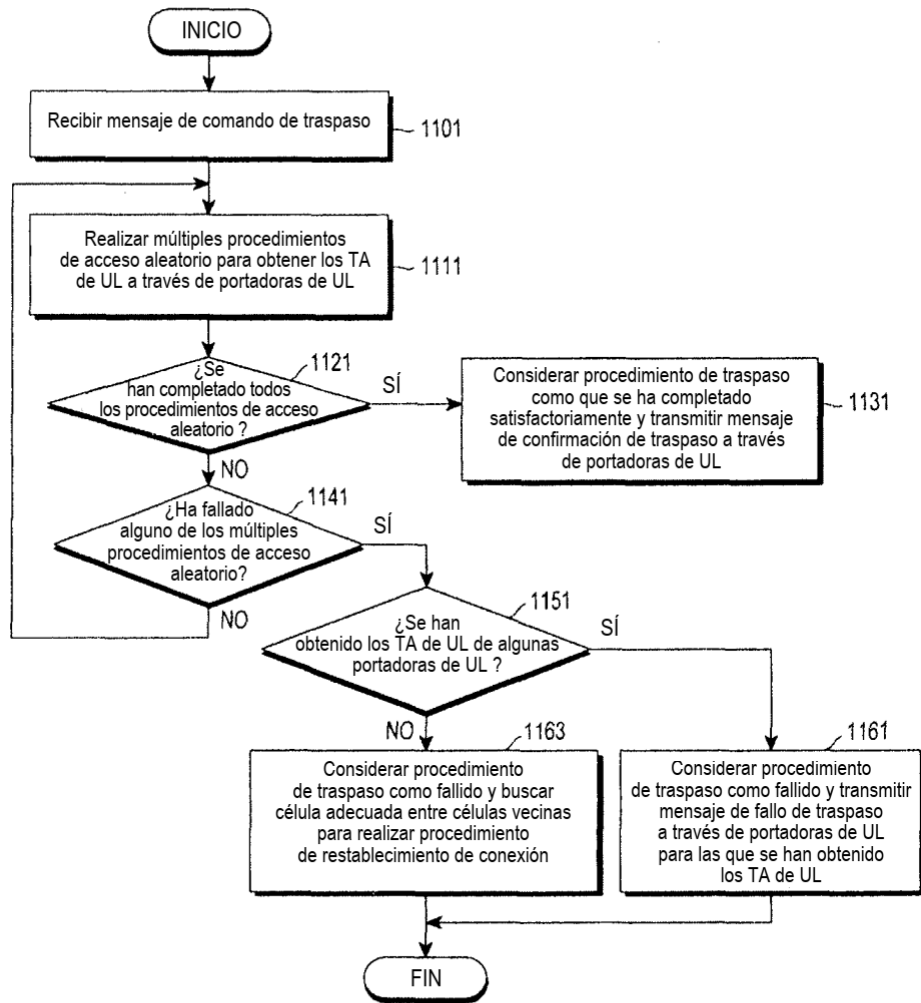 INICIO
Recibir mensaje de comando de traspaso
1101
Realizar múltiples procedimientos
de acceso aleatorio para obtener los TA
de UL a través de portadoras de UL
1111
¿Se
han completado todos
los procedimientos de acceso
aleatorio ?
1121
SÍ
Considerar procedimiento de traspaso
como que se ha completado
satisfactoriamente y transmitir mensaje
de confirmación de traspaso a través
de portadoras de UL
1131
NO
¿Ha fallado
alguno de los múltiples
procedimientos de acceso
aleatorio?
1141
SÍ
NO
¿Se han
obtenido los TA de UL de algunas
portadoras de UL ?
1151
SÍ
NO
Considerar procedimiento
de traspaso como fallido y buscar
célula adecuada entre células vecinas
para realizar procedimiento
de restablecimiento de conexión
1163
Considerar procedimiento
de traspaso como fallido y transmitir
mensaje de fallo de traspaso
a través de portadoras de UL
para las que se han obtenido
los TA de UL
1161
FIN